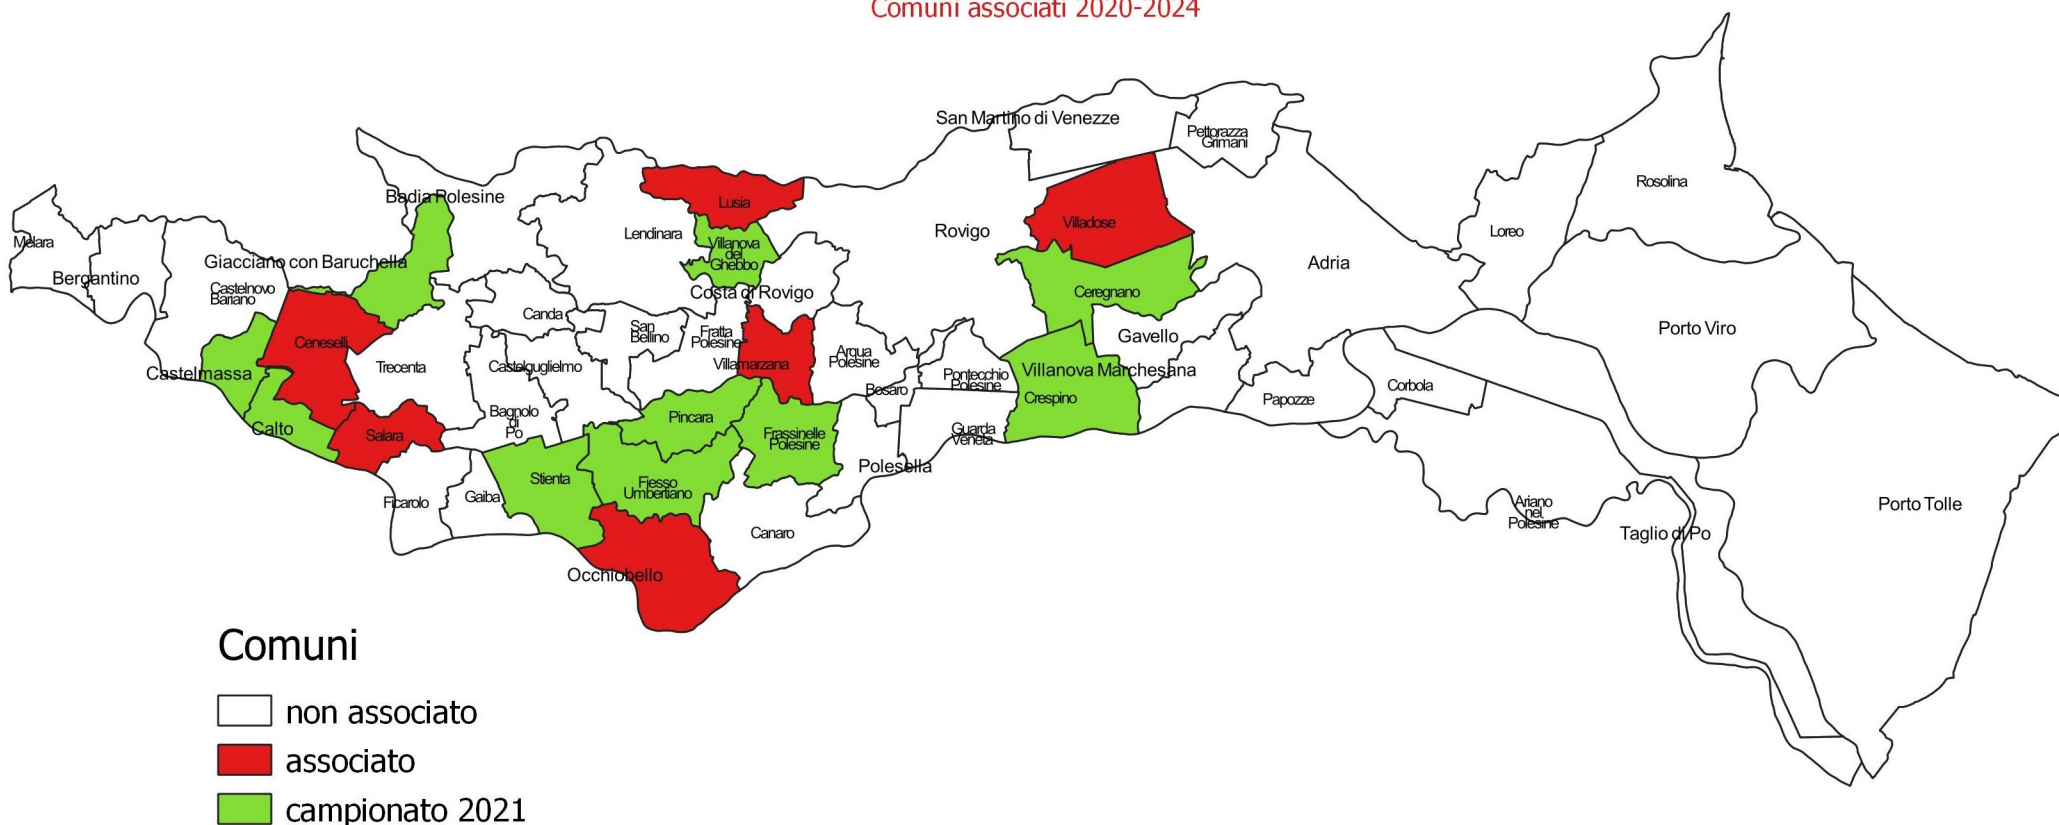 Comuni associati 2020-2024
San Martino di Venezze
Pettorazza
Grimani
Badia Polesine
Rosolina
Lusia
Villadose
Melara
Lendinara
Villanova
del
Ghebbo
Rovigo
Loreo
Giacciano con Baruchella
Adria
Bergantino
Castelnovo
Bariano
Costa di Rovigo
Ceregnano
Canda
San
Bellino
Fratta
Polesine
Porto Viro
Ceneselli
Gavello
Arqua
Polesine
Trecenta
Castelguglielmo
Villamarzana
Castelmassa
Villanova Marchesana
Pontecchio
Polesine
Corbola
Bosaro
Crespino
Papozze
Bagnolo
di
Po
Pincara
Calto
Salara
Frassinelle
Polesine
Guarda
Veneta
Polesella
Stienta
Fiesso
Umbertiano
Ficarolo
Gaiba
Ariano
nel
Polesine
Porto Tolle
Canaro
Taglio di Po
Occhiobello
Comuni
non associato
associato
campionato 2021